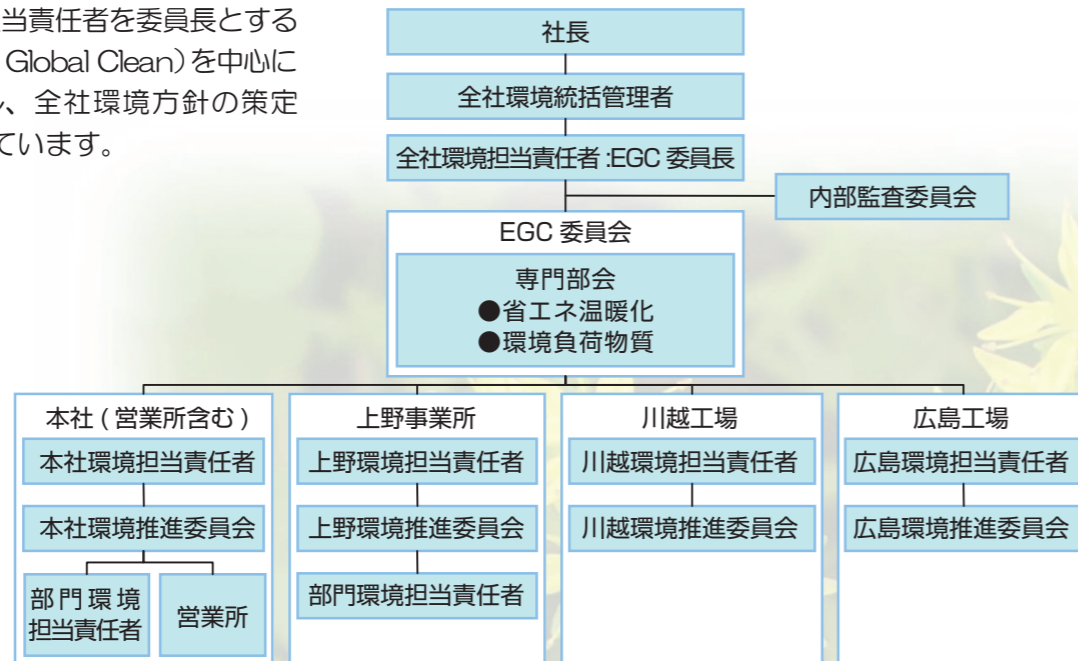 当責任者を委員長とする
Global Clean）を中心に
、全社環境方針の策定
ています。
社長
全社環境統括管理者
全社環境担当責任者:EGC 委員長
内部監査委員会
EGC 委員会
専門部会
●省エネ温暖化
●環境負荷物質
本社 ( 営業所含む )
本社環境担当責任者
本社環境推進委員会
部門環境
担当責任者
営業所
上野事業所
上野環境担当責任者
上野環境推進委員会
部門環境担当責任者
川越工場
川越環境担当責任者
川越環境推進委員会
広島工場
広島環境担当責任者
広島環境推進委員会